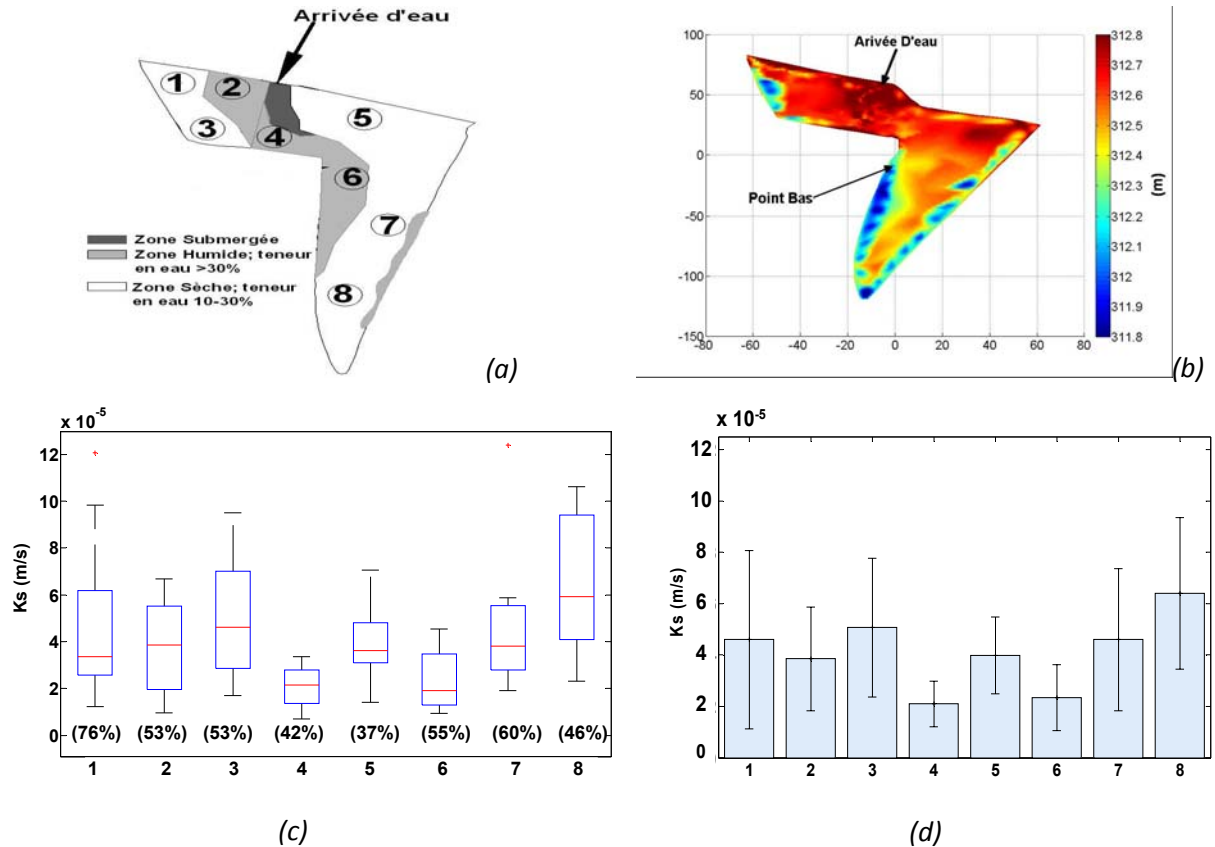 Arrivée d'eau
1
2
3
4
5
6
7
8
Zone Submergée
Zone Humide; teneur
en eau >30%
Zone Sèche; teneur
en eau 10-30%
(a)
100
50
0
-50
-100
-150
-80
-60
-40
-20
0
20
40
60
80
Arivée D'eau
Point Bas
312.8
312.7
312.6
312.5
312.4
312.3
312.2
312.1
312
311.9
311.8
(m)
(b)
x 10-5
12
10
8
6
4
2
0
Ks (m/s)
(76%) (53%) (53%) (42%) (37%) (55%) (60%) (46%)
1 2 3 4 5 6 7 8
(c)
x 10-5
12
10
8
6
4
2
0
Ks (m/s)
1 2 3 4 5 6 7 8
(d)